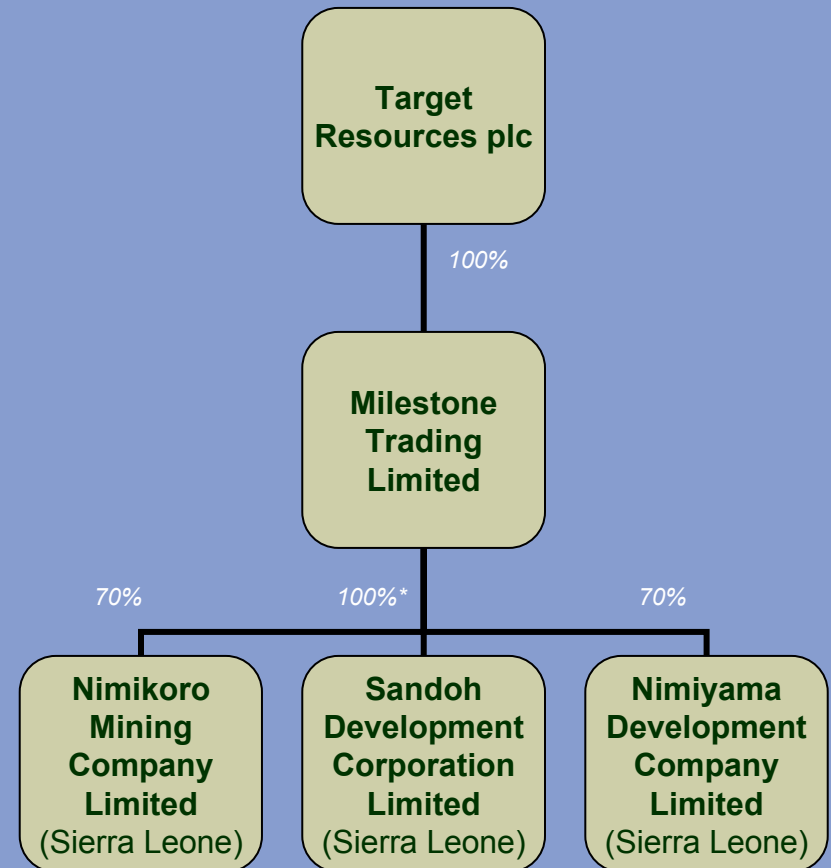 Target
Resources plc
100%
Milestone
Trading
Limited
70%
100%*
70%
Nimikoro
Mining
Company
Limited
(Sierra Leone)
Sandoh
Development
Corporation
Limited
(Sierra Leone)
Nimiyama
Development
Company
Limited
(Sierra Leone)